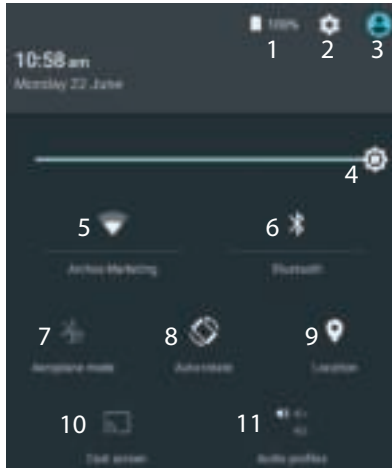 100%
1 2 3
10:58 am
Monday 22 June
4
5 6
Archos Marketing Bluetooth
7 8 9
Aeroplane mode Auto-rotate Location
10 11
Cast screen Audio profiles